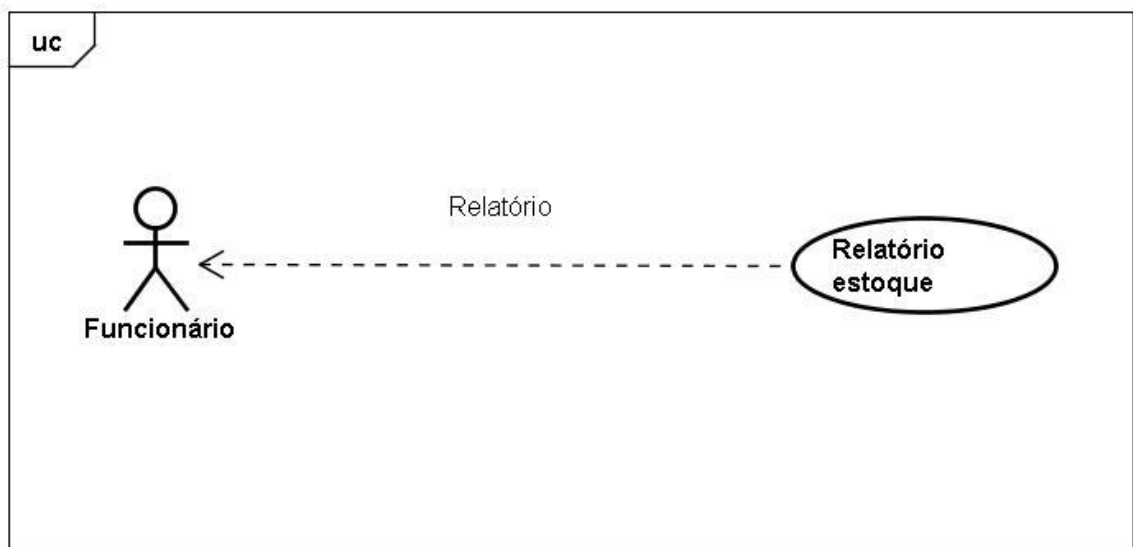 uc
Relatório
Relatório
estoque
Funcionário